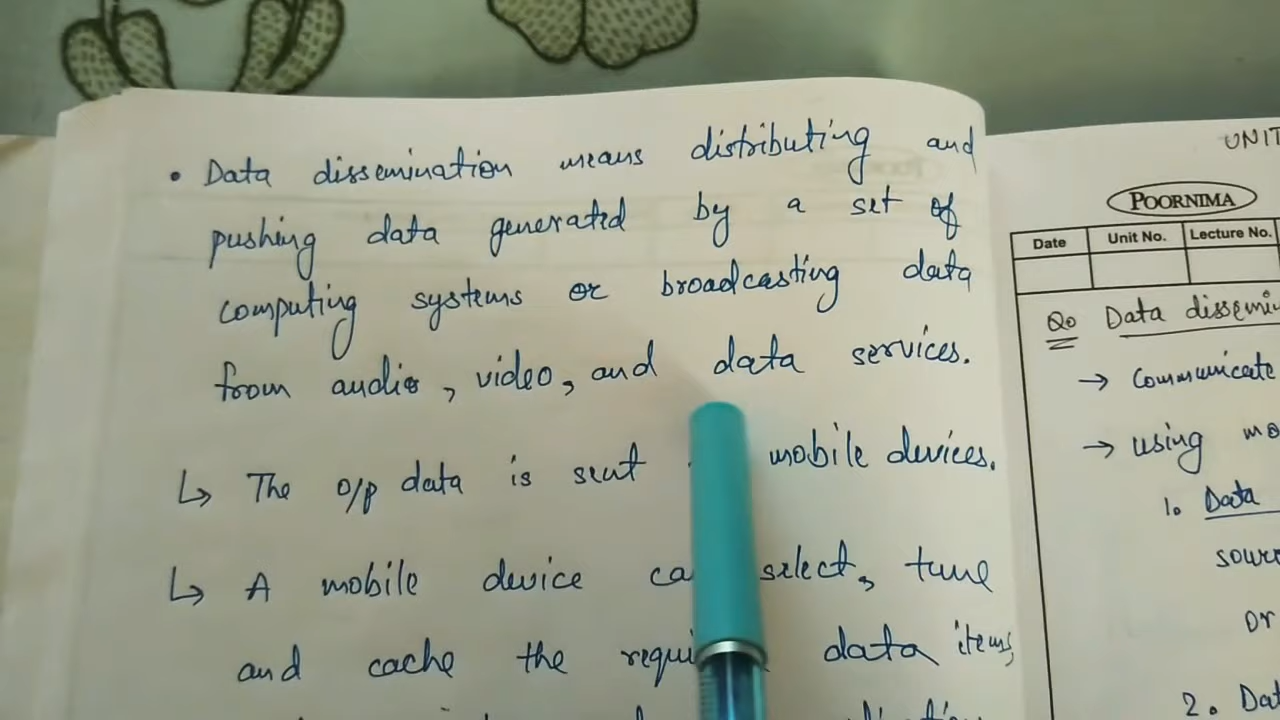 • Data dissemination means distributing and
pushing data generated by a set of
computing systems or broadcasting data
from audio, video, and data services.
↳ The o/p data is sent mobile devices.
↳ A mobile device select, tune
and cache the data items,
UNIT
POORNIMA
Date Unit No. Lecture No.
Qo Data
→ Communicate
→ using
1. Data
or
2.